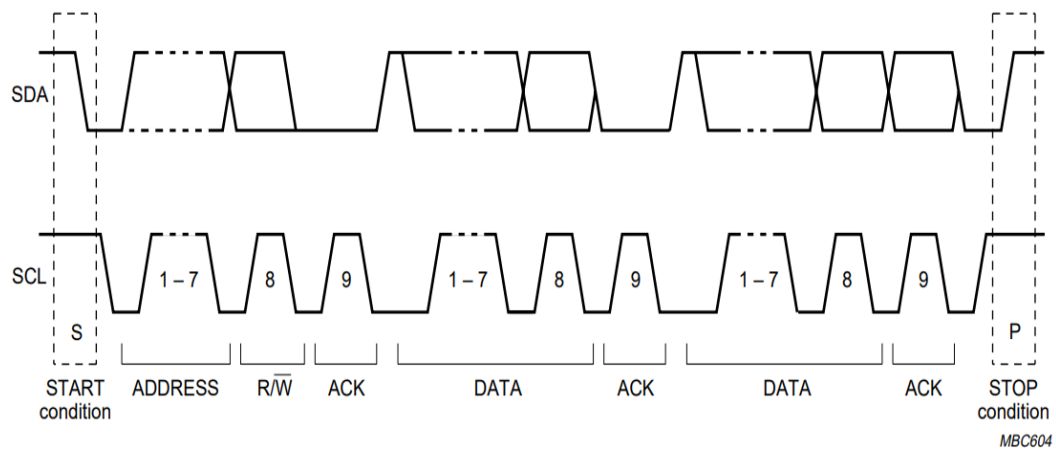 SDA
SCL
1 – 7 8 9 1 – 7 8 9 1 – 7 8 9
S P
START condition ADDRESS R/W̅ ACK DATA ACK DATA ACK STOP condition
MBC604